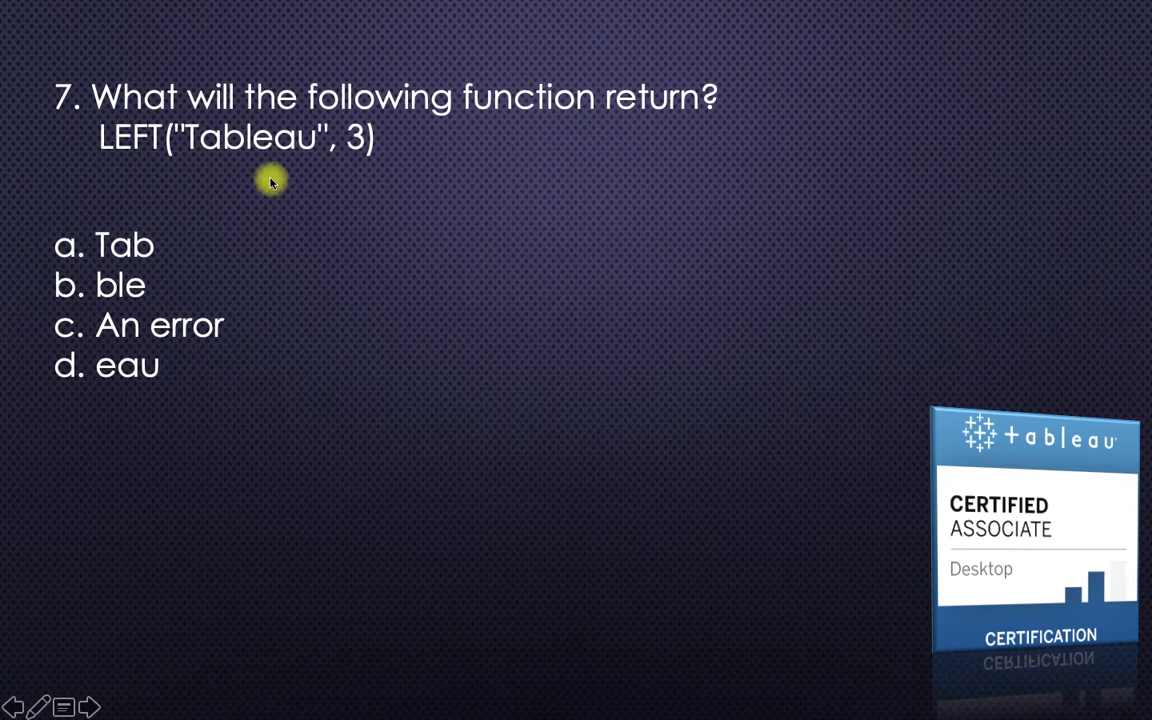 7. What will the following function return?
LEFT("Tableau", 3)
a. Tab
b. ble
c. An error
d. eau
+ableau
CERTIFIED
ASSOCIATE
Desktop
CERTIFICATION